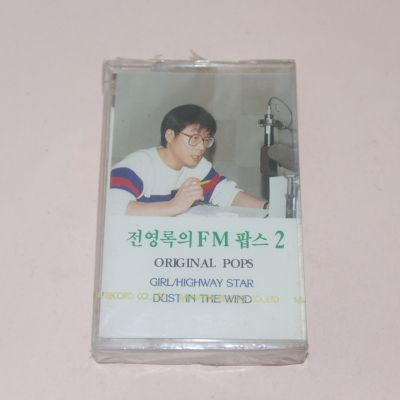 전영록의 FM 팝스 2
ORIGINAL POPS
GIRL/HIGHWAY STAR
DUST IN THE WIND